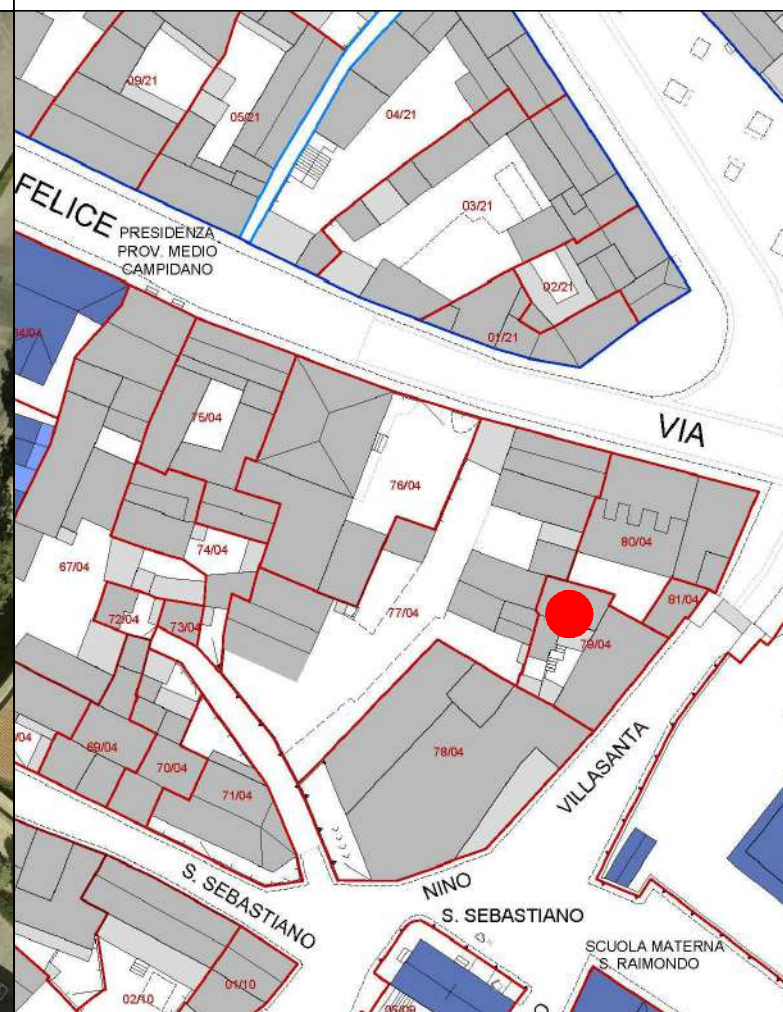 09/21
05/21
04/21
03/21
02/21
01/21
FELICE
PRESIDENZA
PROV. MEDIO
CAMPIDANO
VIA
75/04
76/04
80/04
74/04
67/04
77/04
72/04
73/04
81/04
79/04
78/04
69/04
70/04
71/04
/04
VILLASANTA
NINO
S. SEBASTIANO
S. SEBASTIANO
SCUOLA MATERNA
S. RAIMONDO
02/10
01/10